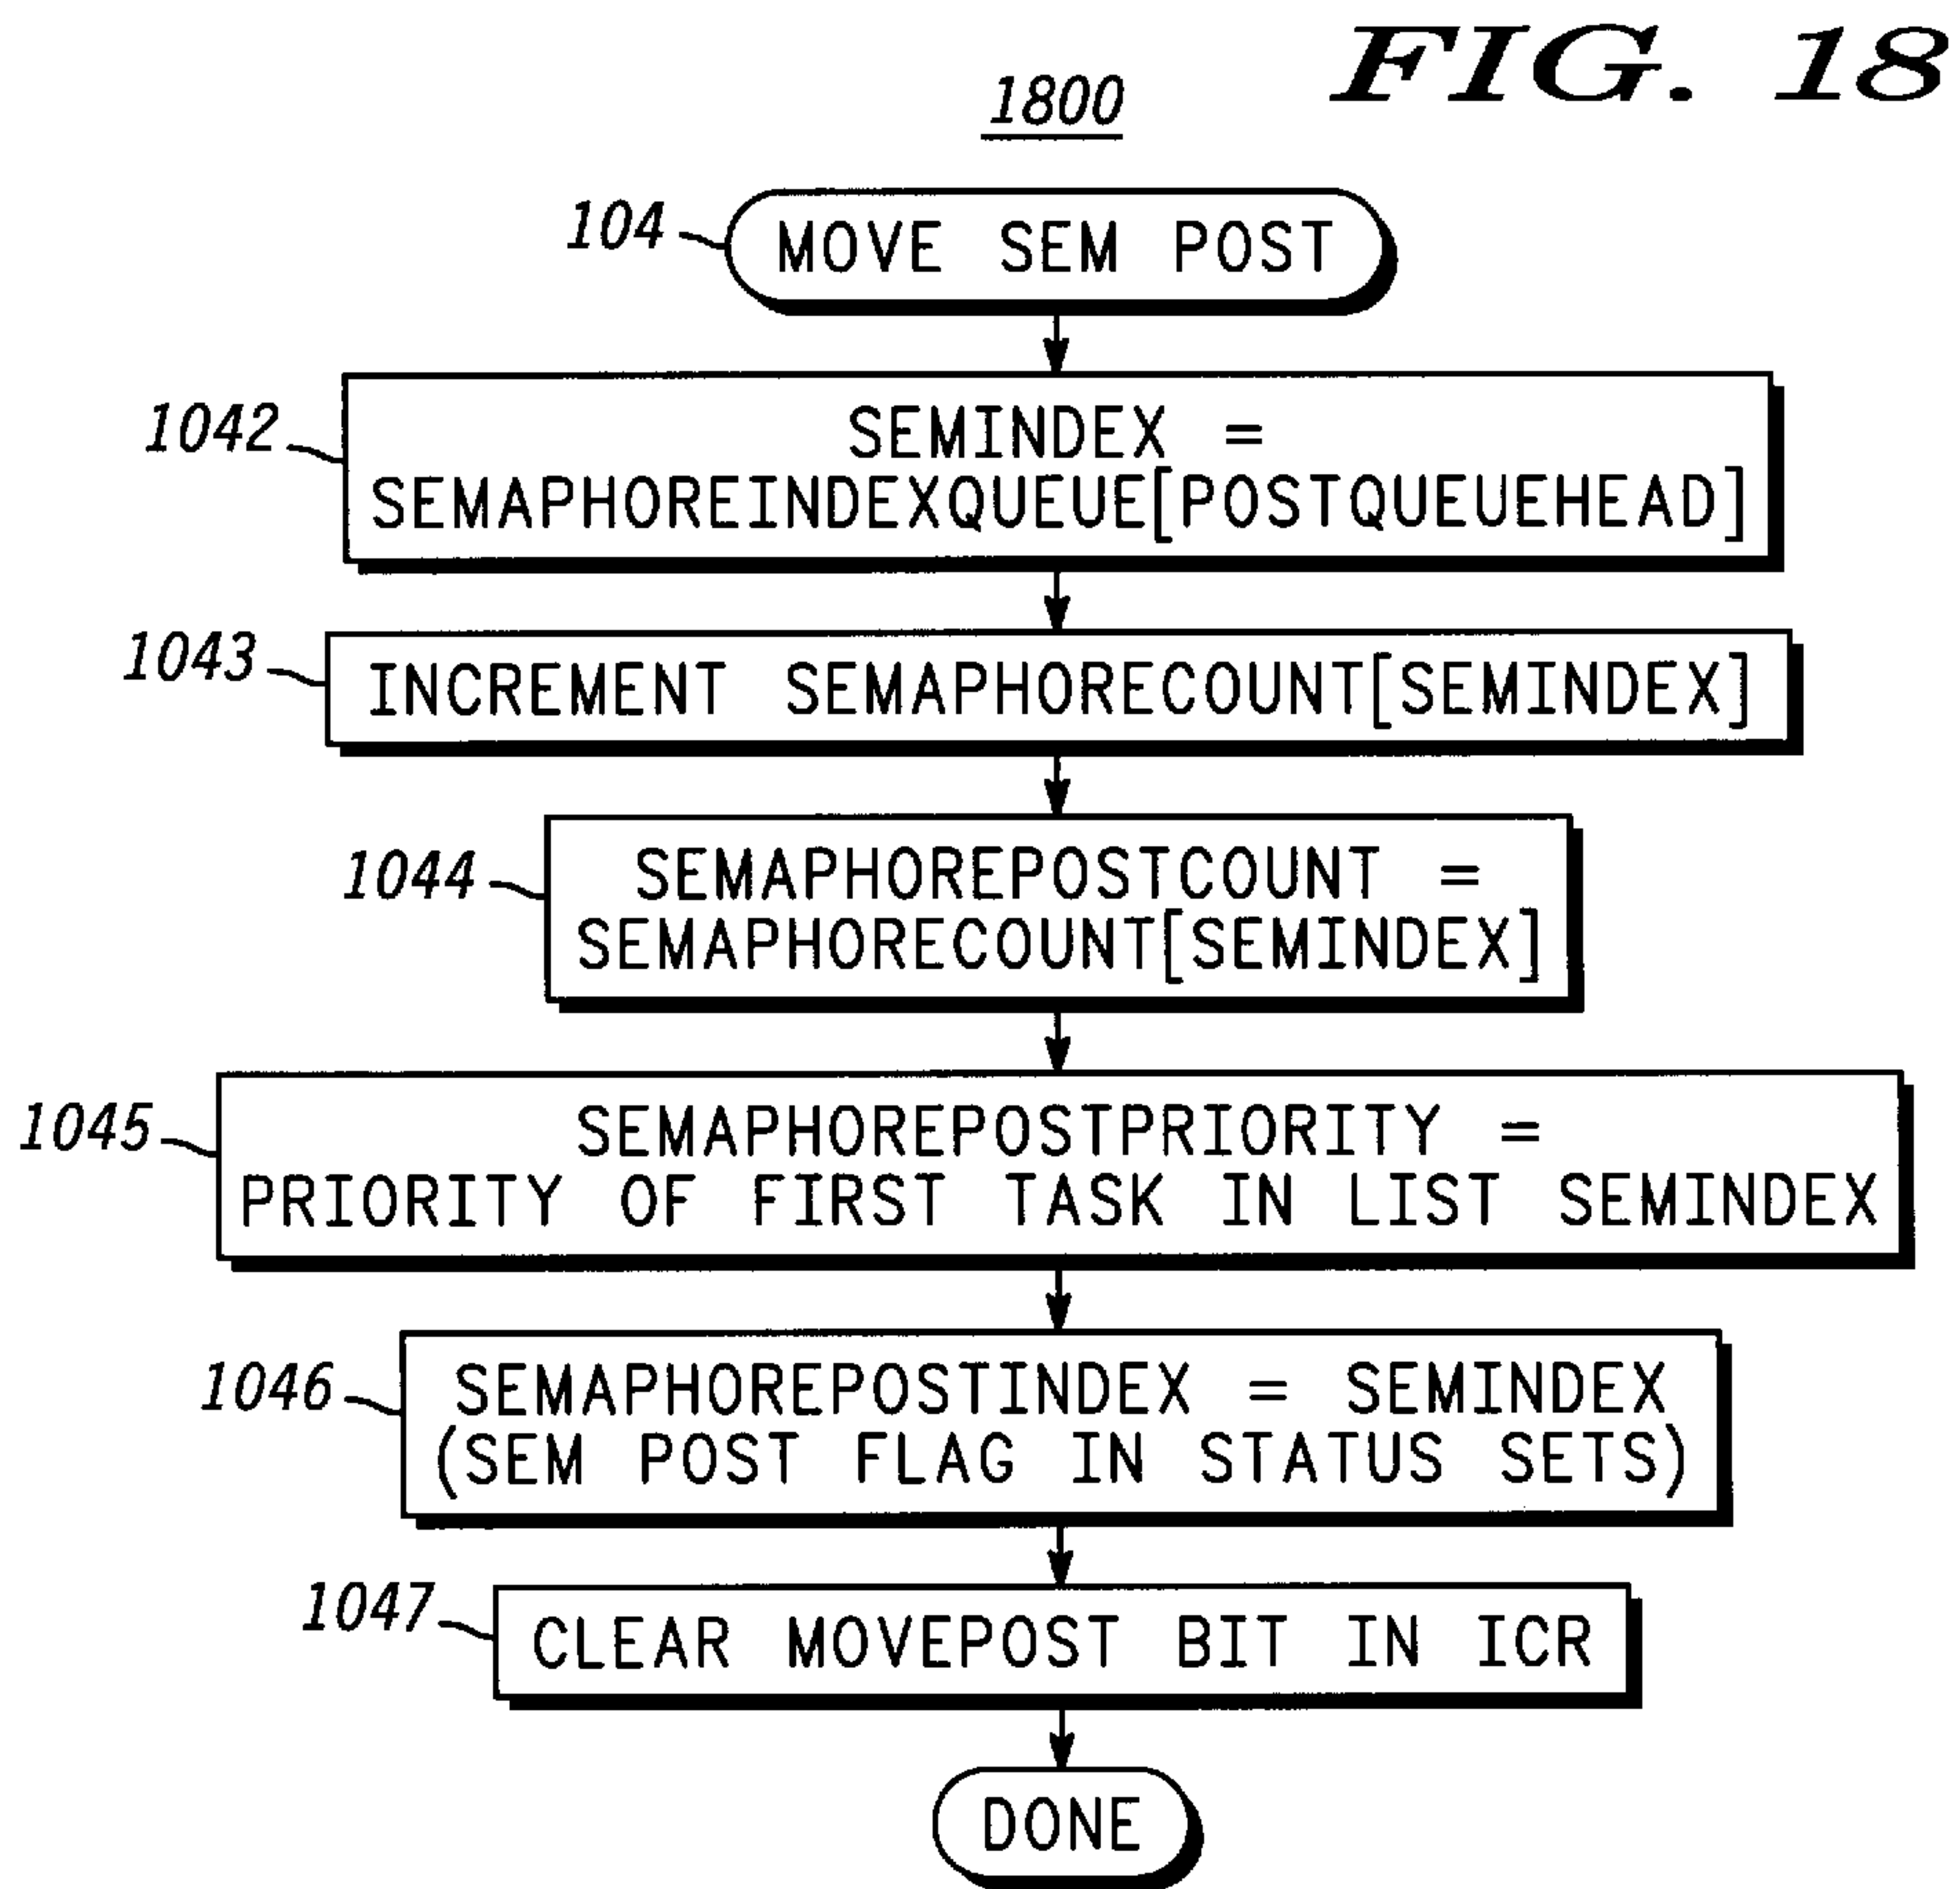 FIG. 18
1800
104
MOVE SEM POST
1042
SEMINDEX =
SEMAPHOREINDEXQUEUE[POSTQUEUEHEAD]
1043
INCREMENT SEMAPHORECOUNT[SEMINDEX]
1044
SEMAPHOREPOSTCOUNT =
SEMAPHORECOUNT[SEMINDEX]
1045
SEMAPHOREPOSTPRIORITY =
PRIORITY OF FIRST TASK IN LIST SEMINDEX
1046
SEMAPHOREPOSTINDEX = SEMINDEX
(SEM POST FLAG IN STATUS SETS)
1047
CLEAR MOVEPOST BIT IN ICR
DONE